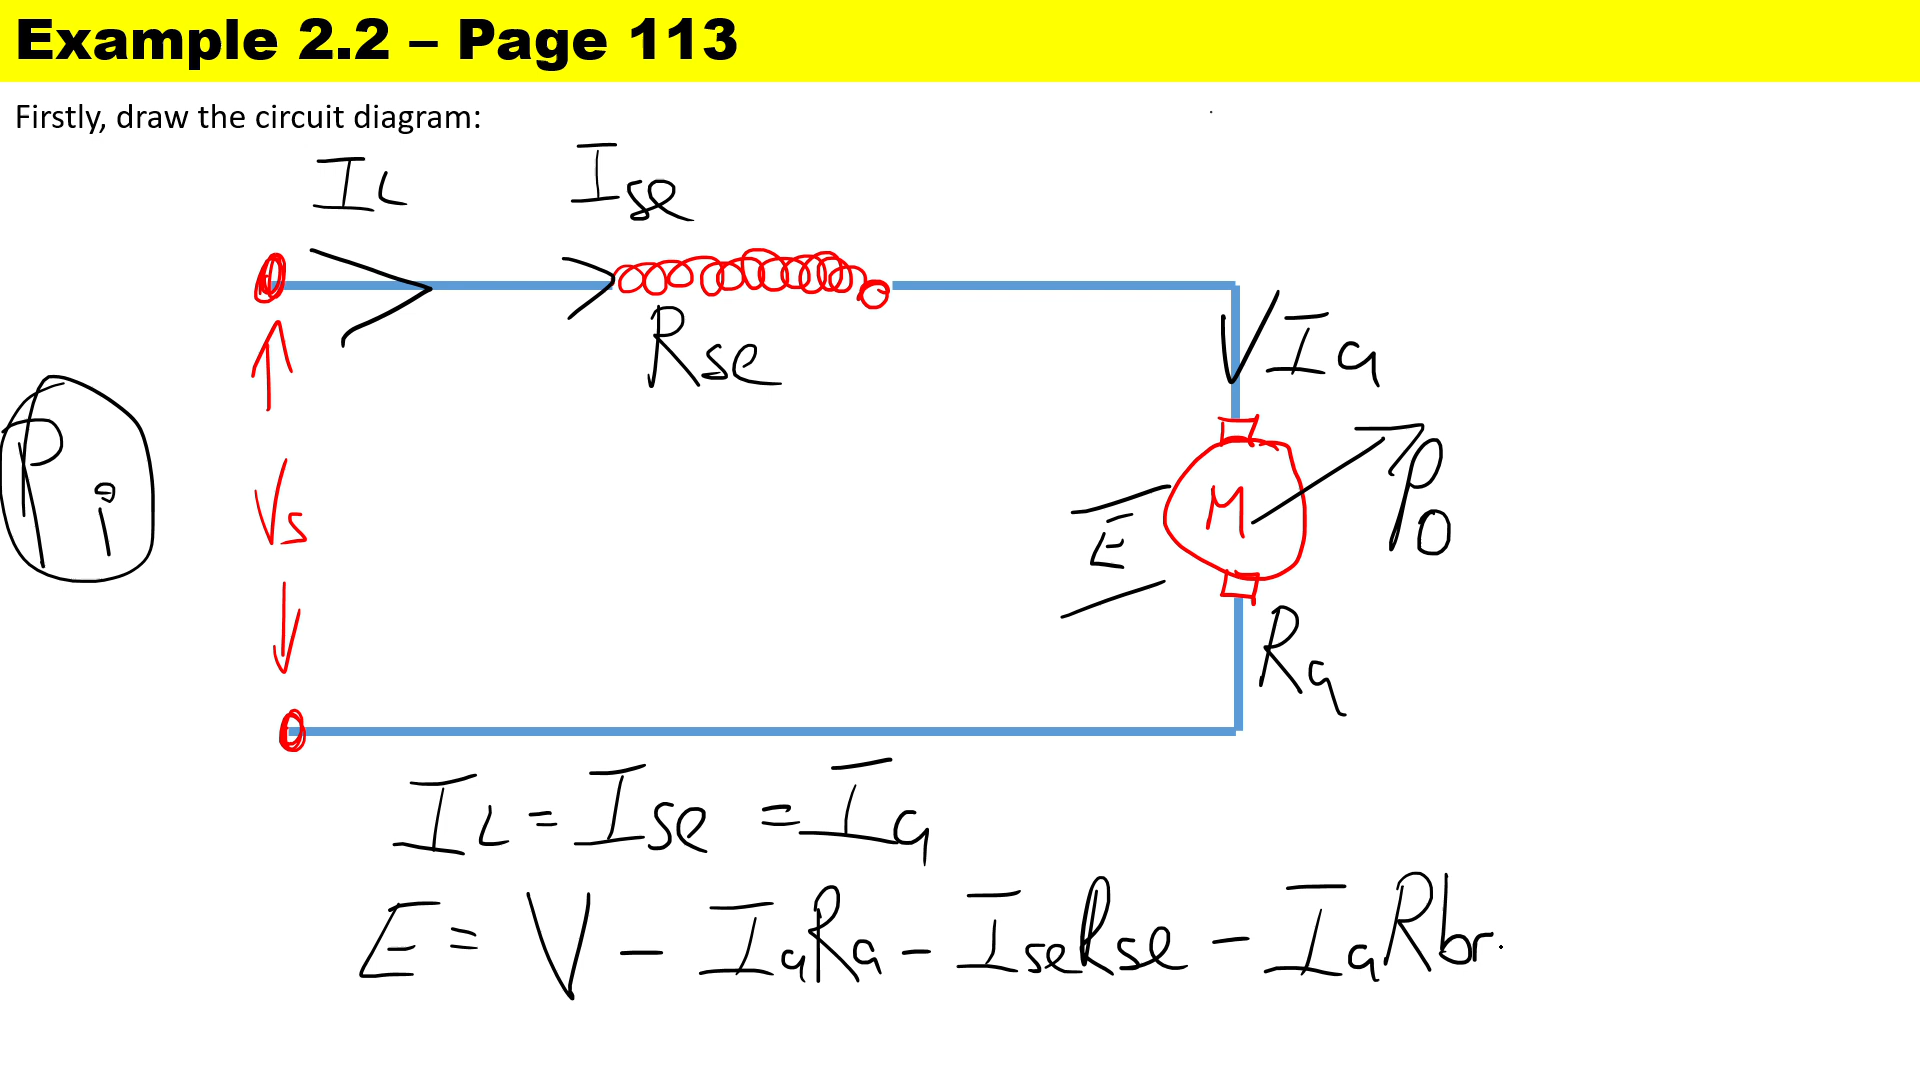 Example 2.2 – Page 113
Firstly, draw the circuit diagram:
IL
Ise
Rse
Ia
Pi
Vs
M
E
Po
Ra
IL = Ise = Ia
E = V - IaRa - IseRse - IaRbr.